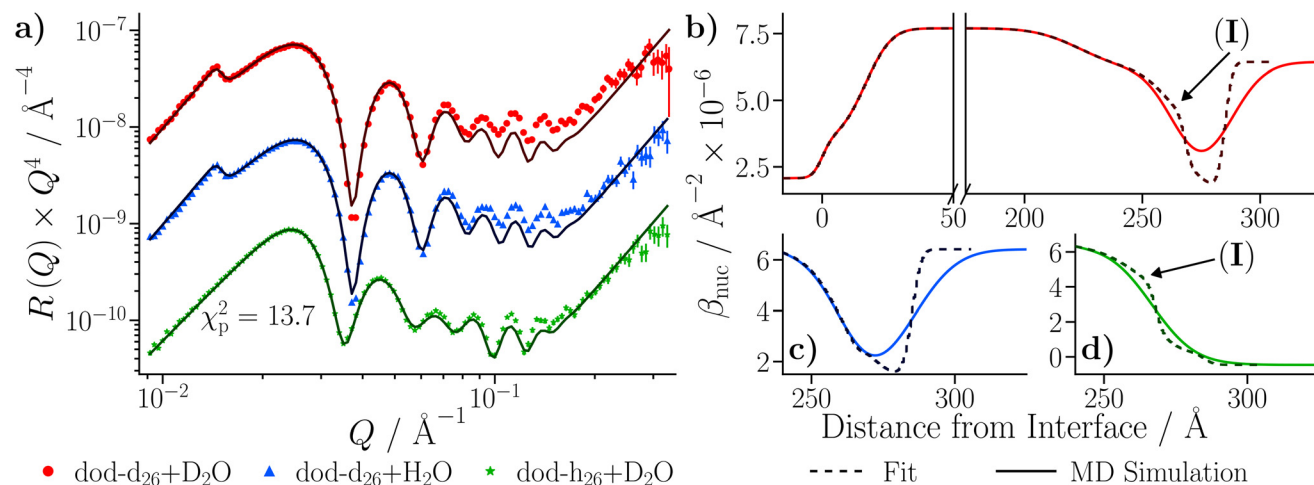 a)
R(Q) × Q⁴ / Å⁻⁴
10⁻⁷
10⁻⁸
10⁻⁹
10⁻¹⁰
χ²ₚ = 13.7
10⁻² 10⁻¹
Q / Å⁻¹
b)
(I)
β_nuc / Å⁻² × 10⁻⁶
7.5
5.0
2.5
0 50 50 200 250 300
c)
6
4
2
250 300
d)
(I)
6
4
2
0
250 300
Distance from Interface / Å
dod-d₂₆+D₂O dod-d₂₆+H₂O dod-h₂₆+D₂O
Fit MD Simulation